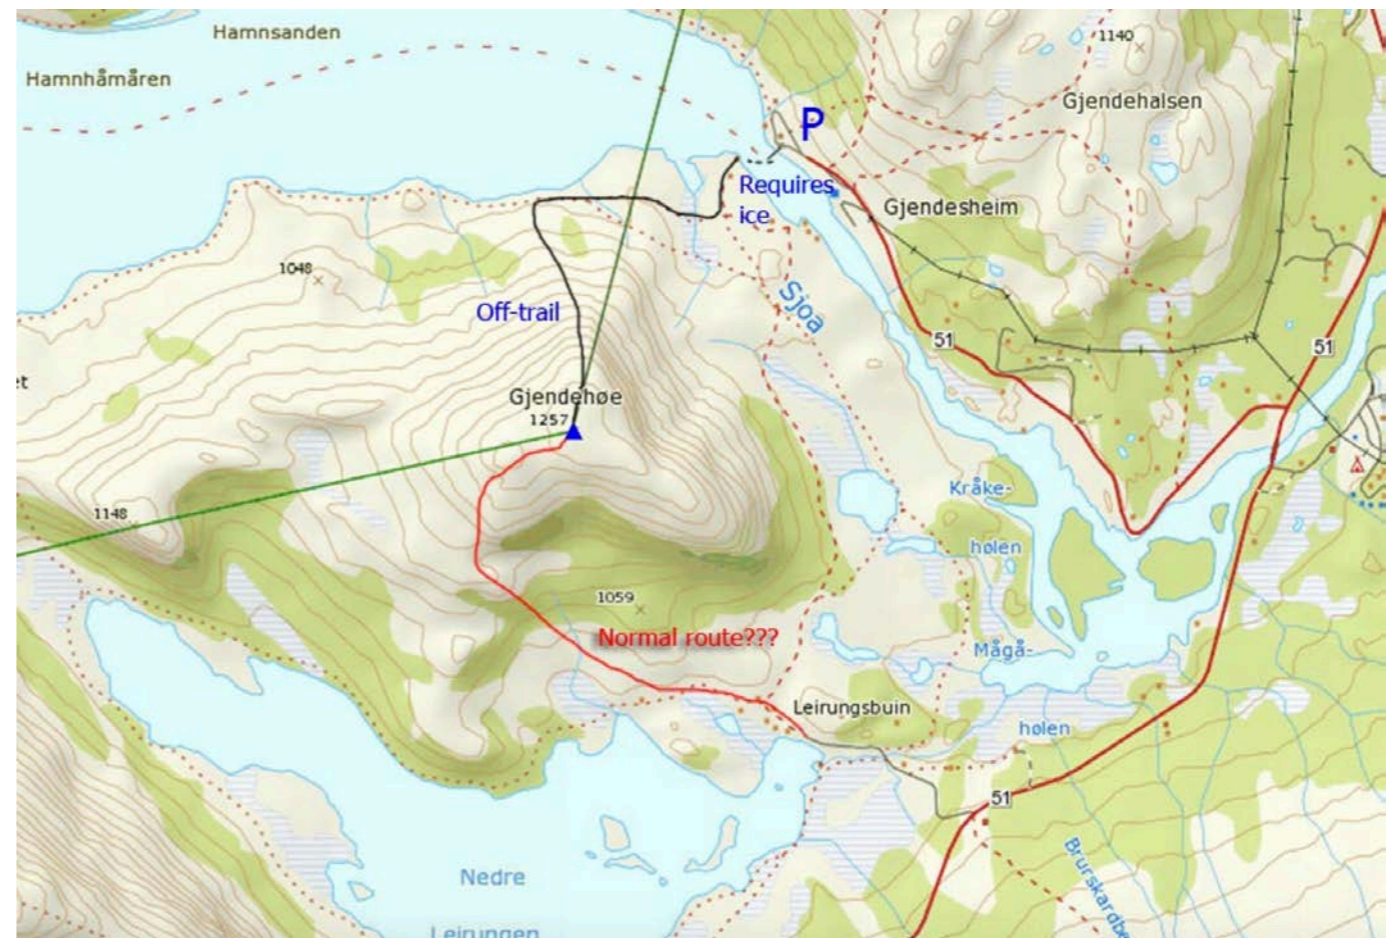 Hamnsanden
1140
Hamnhåmåren
Gjendehalsen
P
Requires
ice
Gjendesheim
1048
Sjoa
Off-trail
51
51
et
Gjendehøe
1257
Kråke-
1148
hølen
1059
Normal route???
Mågå-
Leirungsbuin
hølen
51
Nedre
Leirungen